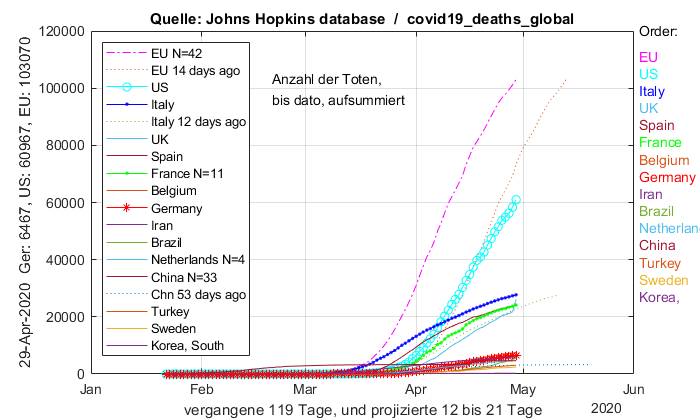 Quelle: Johns Hopkins database / covid19_deaths_global
Order:
120000
100000
80000
60000
40000
20000
0
29-Apr-2020 Ger: 6467, US: 60967, EU: 103070
EU N=42
EU 14 days ago
US
Italy
Italy 12 days ago
UK
Spain
France N=11
Belgium
Germany
Iran
Brazil
Netherlands N=4
China N=33
Chn 53 days ago
Turkey
Sweden
Korea, South
Anzahl der Toten,
bis dato, aufsummiert
EU
US
Italy
UK
Spain
France
Belgium
Germany
Iran
Brazil
Netherlan
China
Turkey
Sweden
Korea,
Jan Feb Mar Apr May Jun
vergangene 119 Tage, und projizierte 12 bis 21 Tage
2020